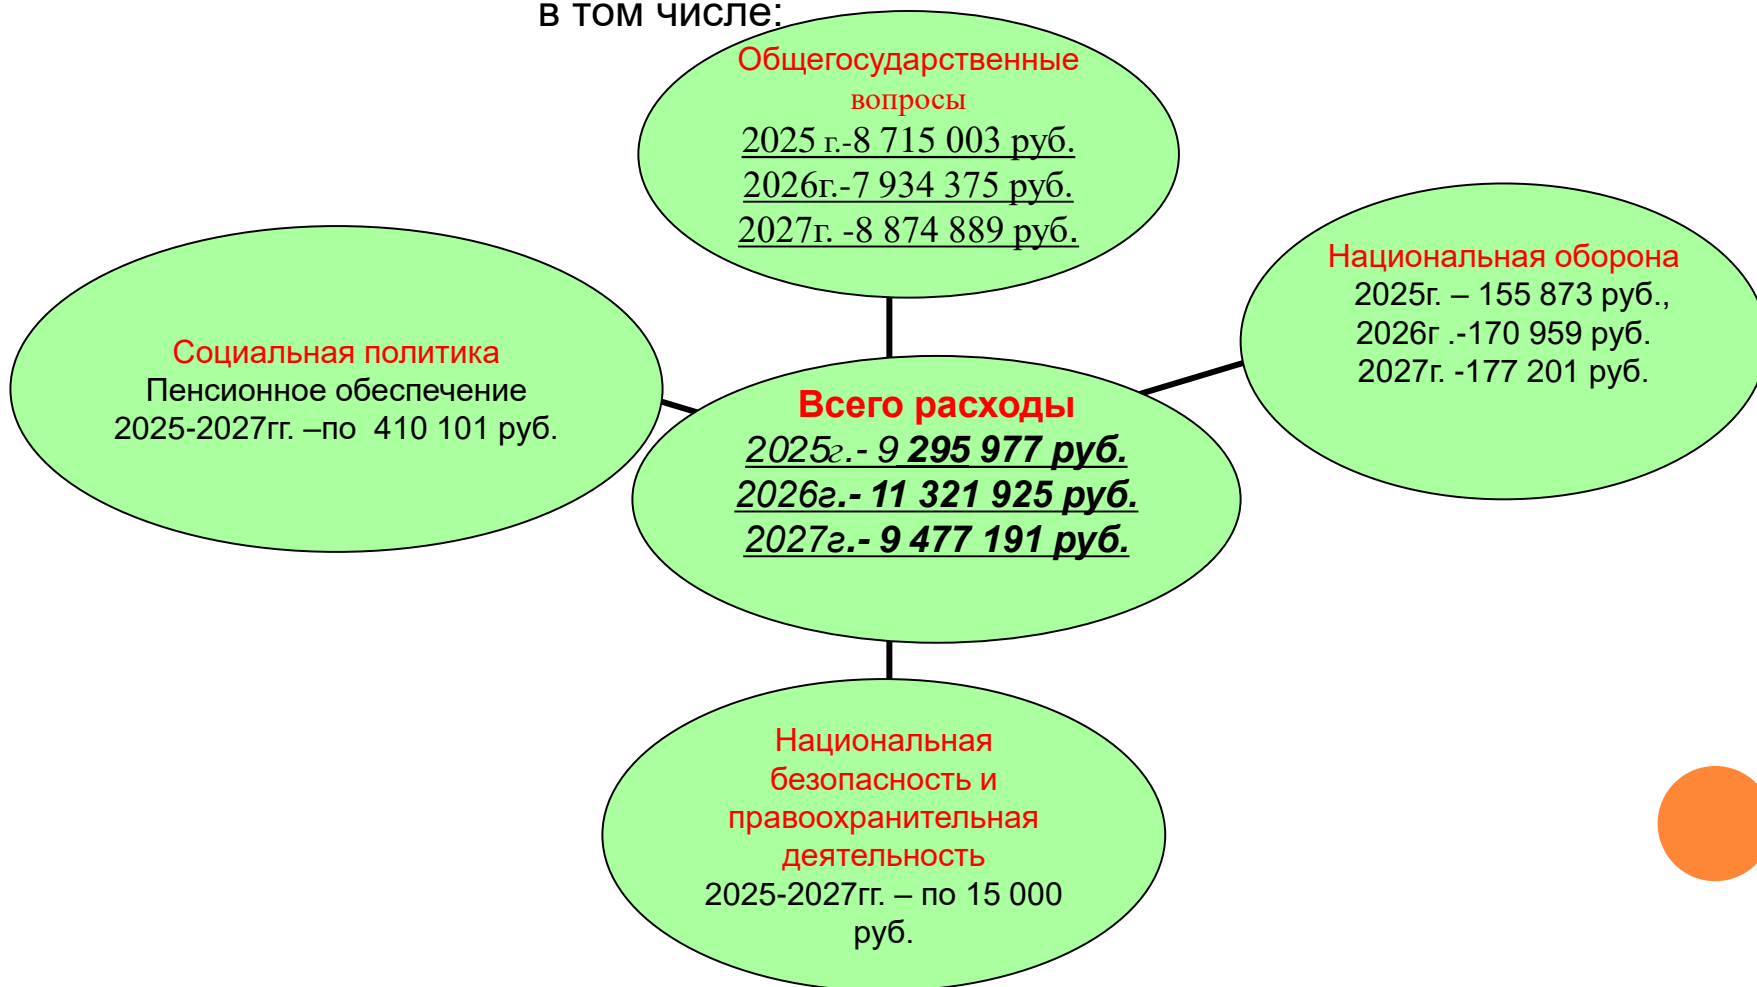 в том числе:
Общегосударственные
вопросы
2025 г.-8 715 003 руб.
2026г.-7 934 375 руб.
2027г. -8 874 889 руб.
Национальная оборона
2025г. – 155 873 руб.,
2026г .-170 959 руб.
2027г. -177 201 руб.
Социальная политика
Пенсионное обеспечение
2025-2027гг. –по 410 101 руб.
Всего расходы
2025г.- 9 295 977 руб.
2026г.- 11 321 925 руб.
2027г.- 9 477 191 руб.
Национальная
безопасность и
правоохранительная
деятельность
2025-2027гг. – по 15 000
руб.